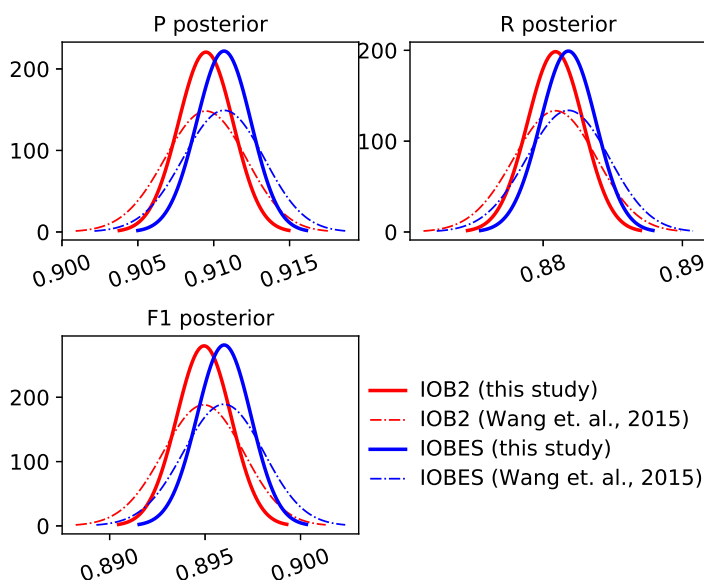 P posterior
200
100
0
0.900
0.905
0.910
0.915
R posterior
200
100
0
0.88
0.89
F1 posterior
200
100
0
0.890
0.895
0.900
IOB2 (this study)
IOB2 (Wang et. al., 2015)
IOBES (this study)
IOBES (Wang et. al., 2015)